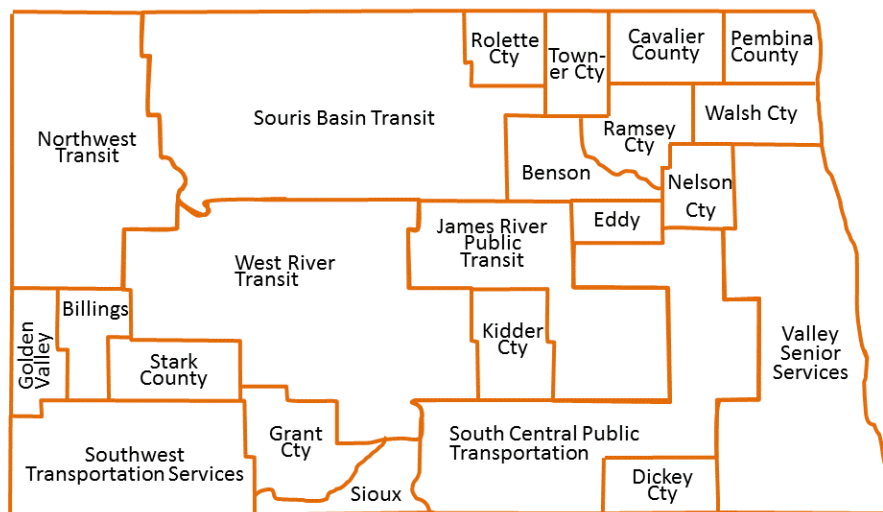 Rolette
Cty
Town-
er Cty
Cavalier
County
Pembina
County
Northwest
Transit
Souris Basin Transit
Ramsey
Cty
Walsh Cty
Benson
Nelson
Cty
Eddy
James River
Public
Transit
West River
Transit
Billings
Golden
Valley
Stark
County
Kidder
Cty
Valley
Senior
Services
Grant
Cty
South Central Public
Transportation
Southwest
Transportation Services
Sioux
Dickey
Cty